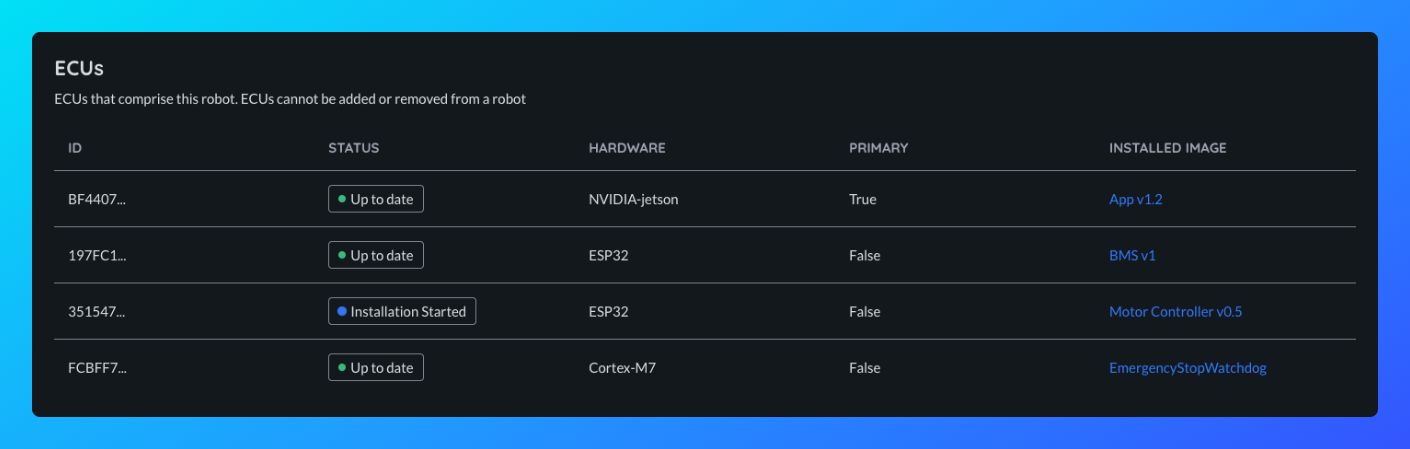 ECUs
ECUs that comprise this robot. ECUs cannot be added or removed from a robot
ID STATUS HARDWARE PRIMARY INSTALLED IMAGE
BF4407... Up to date NVIDIA-jetson True App v1.2
197FC1... Up to date ESP32 False BMS v1
351547... Installation Started ESP32 False Motor Controller v0.5
FCBFF7... Up to date Cortex-M7 False EmergencyStopWatchdog